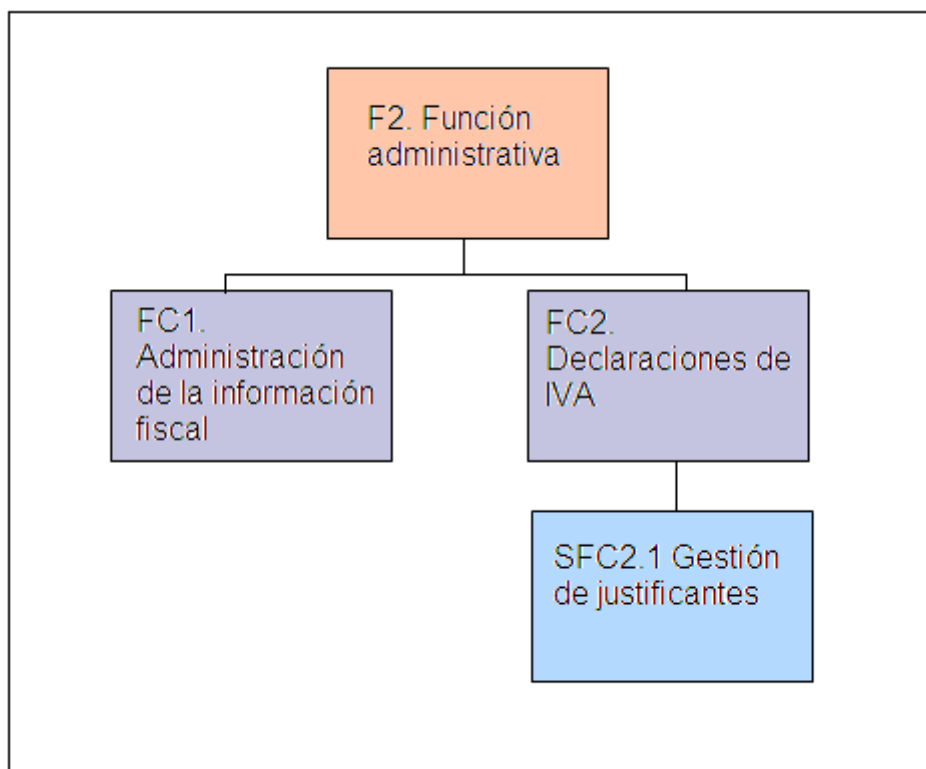 F2. Función
administrativa
FC1.
Administración
de la información
fiscal
FC2.
Declaraciones de
IVA
SFC2.1 Gestión
de justificantes